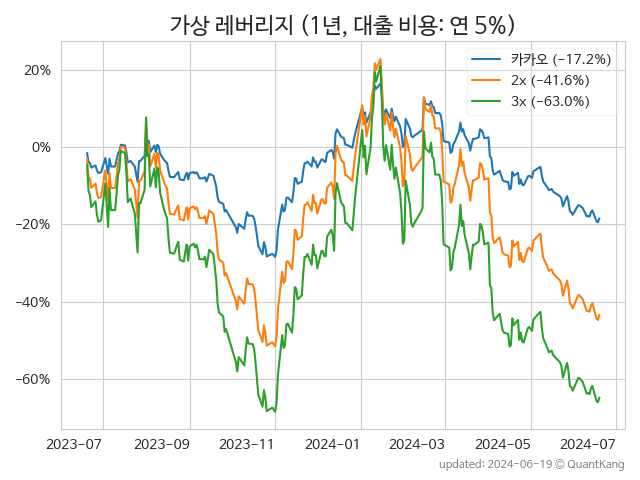 가상 레버리지 (1년, 대출 비용: 연 5%)
카카오 (−17.2%)
2x (−41.6%)
3x (−63.0%)
20%
0%
−20%
−40%
−60%
2023-07 2023-09 2023-11 2024-01 2024-03 2024-05 2024-07
updated: 2024-06-19 ⓒ QuantKang